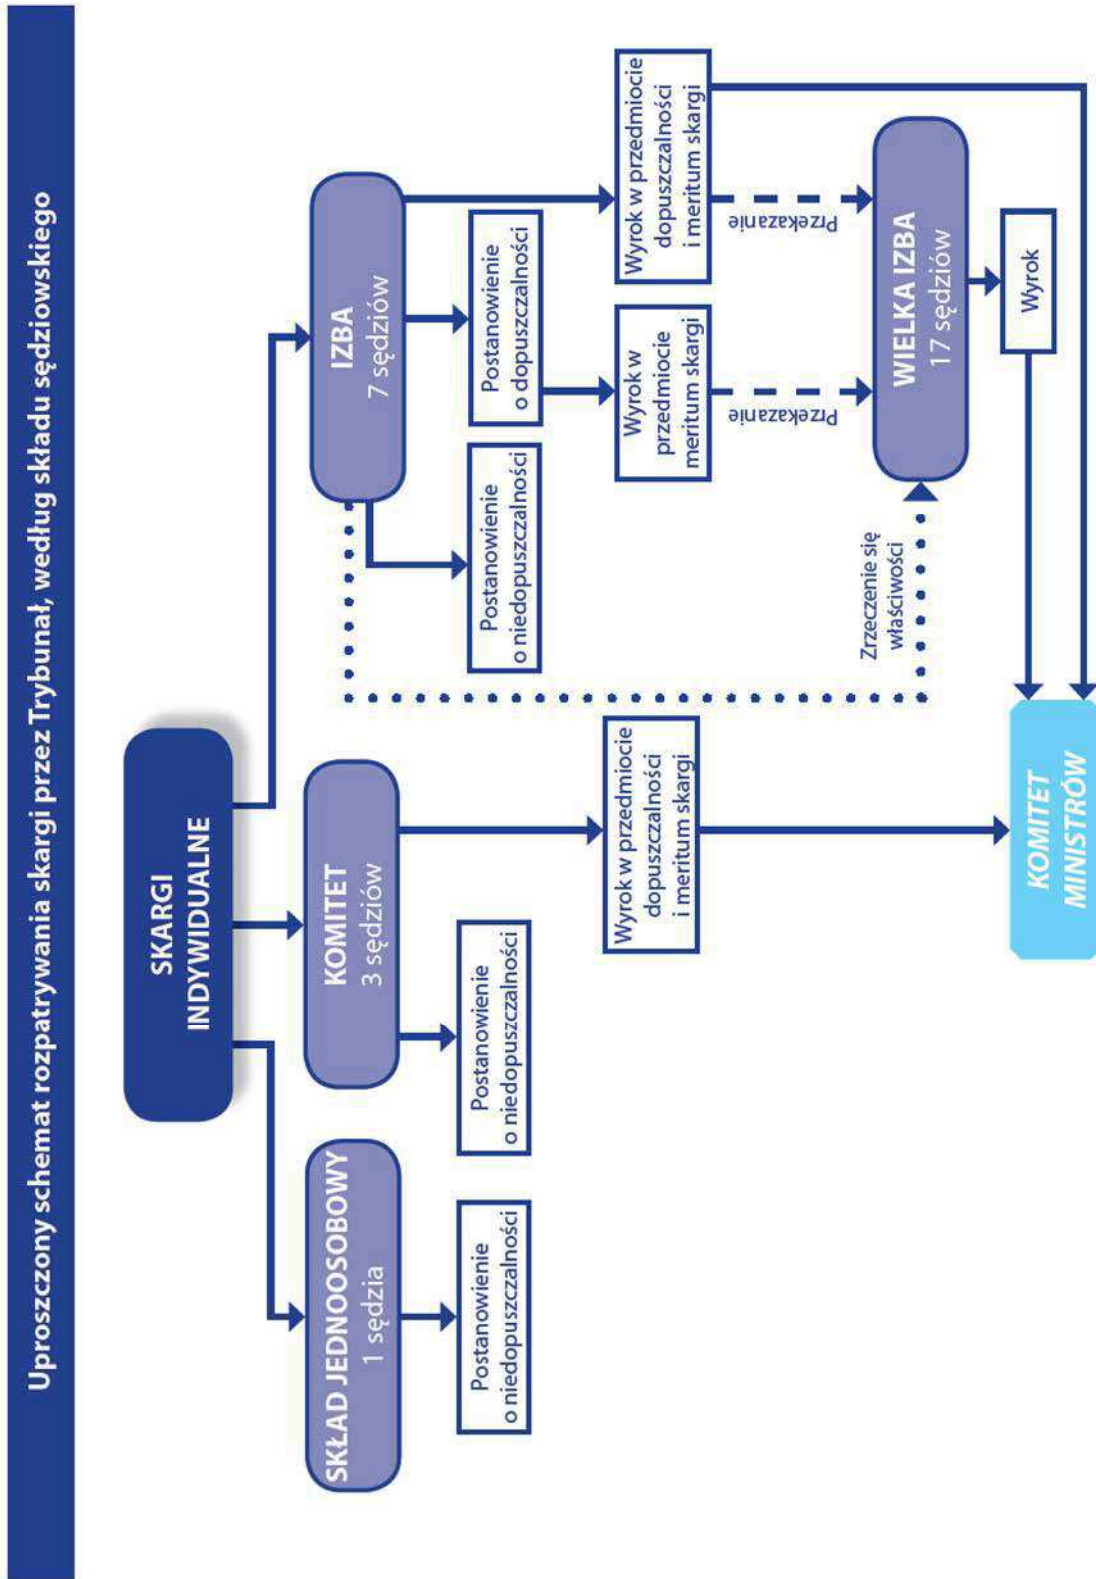 Uproszczony schemat rozpatrywania skargi przez Trybunał, według składu sędziowskiego
SKARGI
INDYWIDUALNE
SKŁAD JEDNOOSOBOWY
1 sędzia
KOMITET
3 sędziów
IZBA
7 sędziów
Postanowienie
o niedopuszczalności
Postanowienie
o niedopuszczalności
Postanowienie
o niedopuszczalności
Postanowienie
o dopuszczalności
Wyrok w przedmiocie
dopuszczalności
i meritum skargi
Wyrok w
przedmiocie
meritum skargi
Wyrok w przedmiocie
dopuszczalności
i meritum skargi
Przekazanie
Przekazanie
Zrzeczenie się
właściwości
WIELKA IZBA
17 sędziów
Wyrok
KOMITET
MINISTRÓW